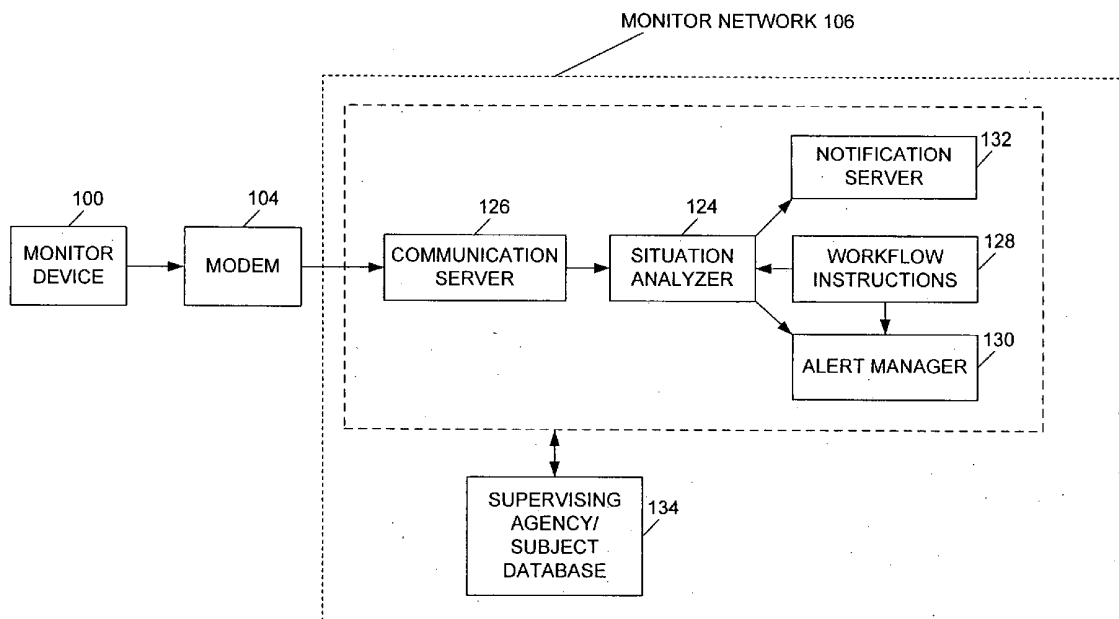 MONITOR NETWORK 106
132
NOTIFICATION
SERVER
100
104
126
124
128
MONITOR
DEVICE
MODEM
COMMUNICATION
SERVER
SITUATION
ANALYZER
WORKFLOW
INSTRUCTIONS
130
ALERT MANAGER
SUPERVISING
AGENCY/
SUBJECT
DATABASE
134